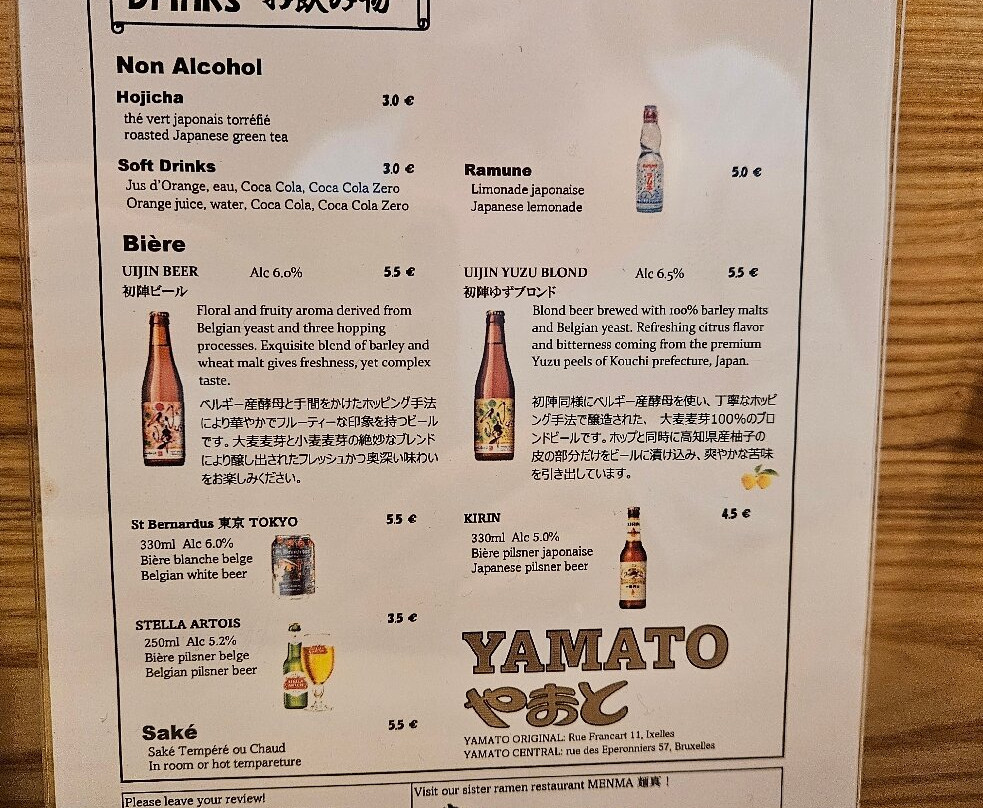 DRINKS お飲み物
Non Alcohol
Hojicha 3.0 €
thé vert japonais torréfié
roasted Japanese green tea
Soft Drinks 3.0 €
Jus d'Orange, eau, Coca Cola, Coca Cola Zero
Orange juice, water, Coca Cola, Coca Cola Zero
Ramune 5.0 €
Limonade japonaise
Japanese lemonade
Bière
UIJIN BEER Alc 6.0% 5.5 €
初陣ビール
Floral and fruity aroma derived from
Belgian yeast and three hopping
processes. Exquisite blend of barley and
wheat malt gives freshness, yet complex
taste.
ベルギー産酵母と手間をかけたホッピング手法
により華やかでフルーティーな印象を持つビール
です。大麦麦芽と小麦麦芽の絶妙なブレンド
により醸し出されたフレッシュかつ奥深い味わい
をお楽しみください。
UIJIN YUZU BLOND Alc 6.5% 5.5 €
初陣ゆずブロンド
Blond beer brewed with 100% barley malts
and Belgian yeast. Refreshing citrus flavor
and bitterness coming from the premium
Yuzu peels of Kouchi prefecture, Japan.
初陣同様にベルギー産酵母を使い、丁寧なホッピ
ング手法で醸造された、 大麦麦芽100%のブロ
ンドビールです。ホップと同時に高知県産柚子の
皮の部分だけをビールに漬け込み、爽やかな苦味
を引き出しています。
St Bernardus 東京 TOKYO 5.5 €
330ml Alc 6.0%
Bière blanche belge
Belgian white beer
KIRIN 4.5 €
330ml Alc 5.0%
Bière pilsner japonaise
Japanese pilsner beer
STELLA ARTOIS 3.5 €
250ml Alc 5.2%
Bière pilsner belge
Belgian pilsner beer
Saké 5.5 €
Saké Tempéré ou Chaud
In room or hot tempareture
YAMATO
やまと
YAMATO ORIGINAL: Rue Francart 11, Ixelles
YAMATO CENTRAL: rue des Eperonniers 57, Bruxelles
Please leave your review!
Visit our sister ramen restaurant MENMA 麺真 !